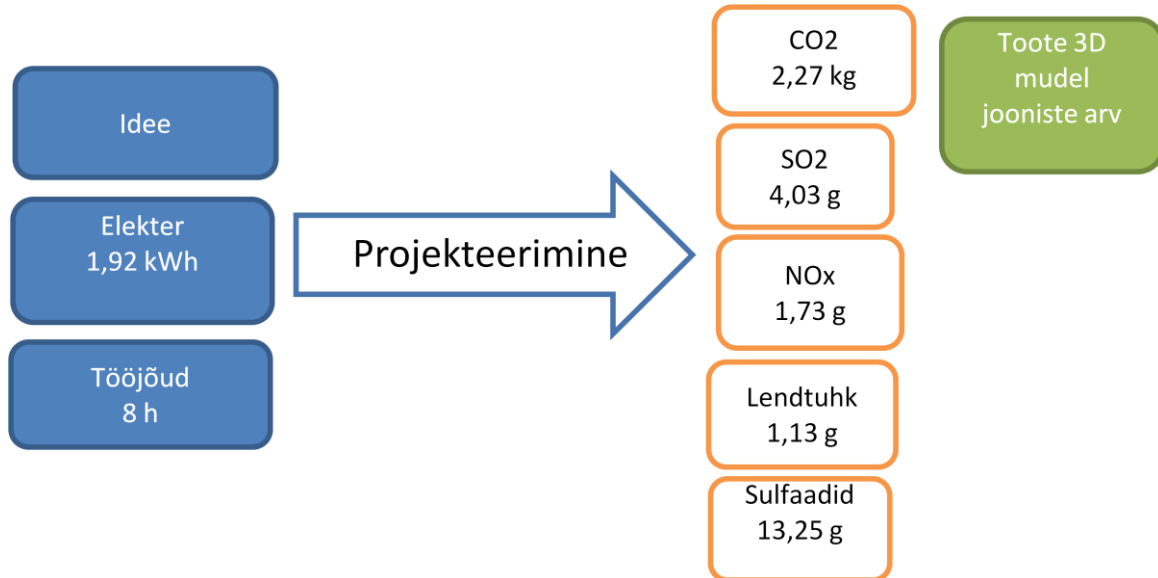 Idee
Elekter
1,92 kWh
Tööjõud
8 h
Projekteerimine
CO2
2,27 kg
SO2
4,03 g
NOx
1,73 g
Lendtuhk
1,13 g
Sulfaadid
13,25 g
Toote 3D
mudel
jooniste arv